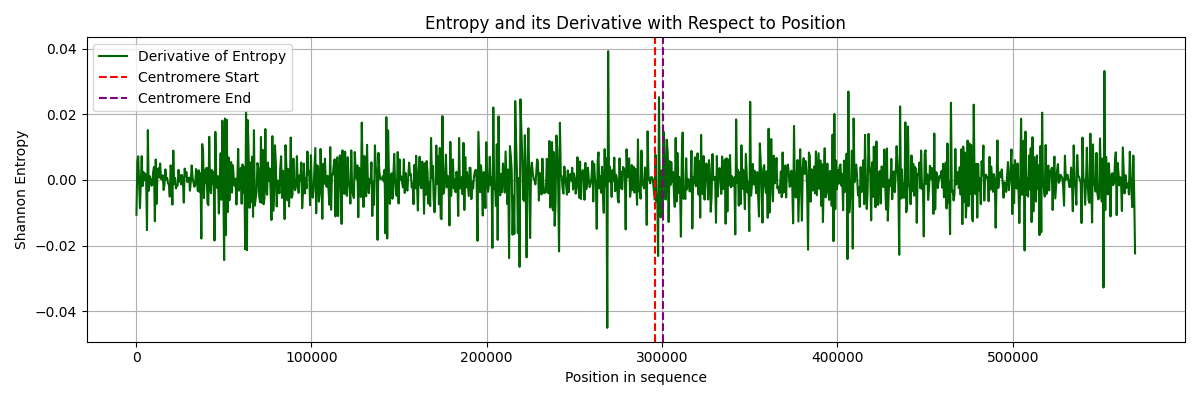 Entropy and its Derivative with Respect to Position
Derivative of Entropy
Centromere Start
Centromere End
Shannon Entropy
0.04
0.02
0.00
−0.02
−0.04
0
100000
200000
300000
400000
500000
Position in sequence